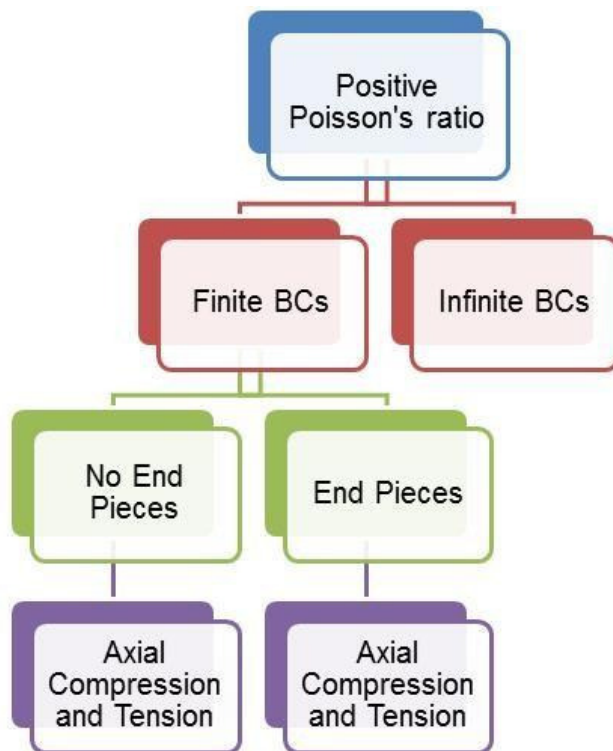 Positive
Poisson's ratio
Finite BCs
Infinite BCs
No End
Pieces
End Pieces
Axial
Compression
and Tension
Axial
Compression
and Tension